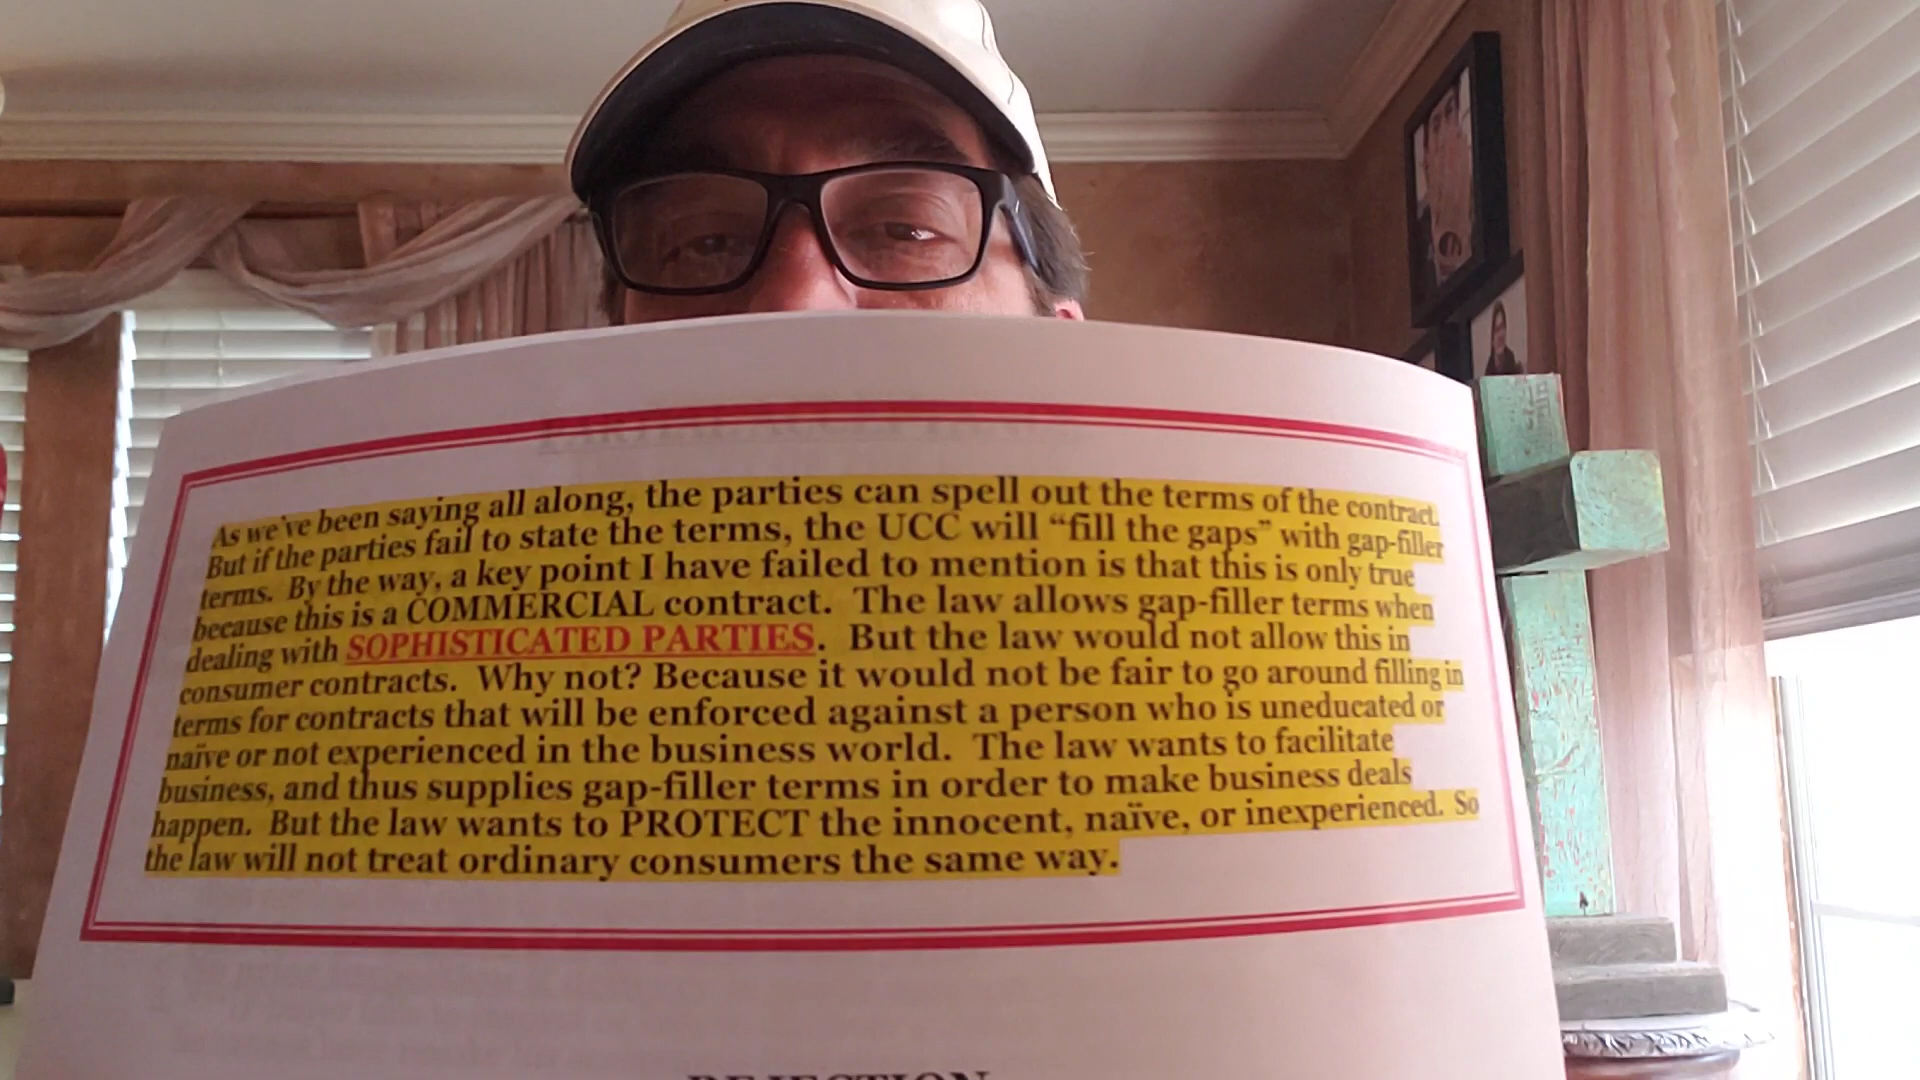 As we've been saying all along, the parties can spell out the terms of the contract.
But if the parties fail to state the terms, the UCC will “fill the gaps” with gap-filler
terms. By the way, a key point I have failed to mention is that this is only true
because this is a COMMERCIAL contract. The law allows gap-filler terms when
dealing with SOPHISTICATED PARTIES. But the law would not allow this in
consumer contracts. Why not? Because it would not be fair to go around filling in
terms for contracts that will be enforced against a person who is uneducated or
naïve or not experienced in the business world. The law wants to facilitate
business, and thus supplies gap-filler terms in order to make business deals
happen. But the law wants to PROTECT the innocent, naïve, or inexperienced. So
the law will not treat ordinary consumers the same way.
REJECTION